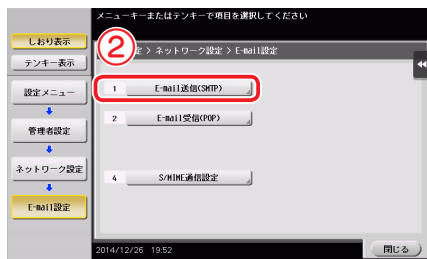 メニューキーまたはテンキーで項目を選択してください
しおり表示
テンキー表示
設定メニュー
管理者設定
ネットワーク設定
E-mail設定
②
定 > ネットワーク設定 > E-mail設定
1 E-mail送信(SMTP)
2 E-mail受信(POP)
4 S/MIME通信設定
2014/12/26 19:52
閉じる